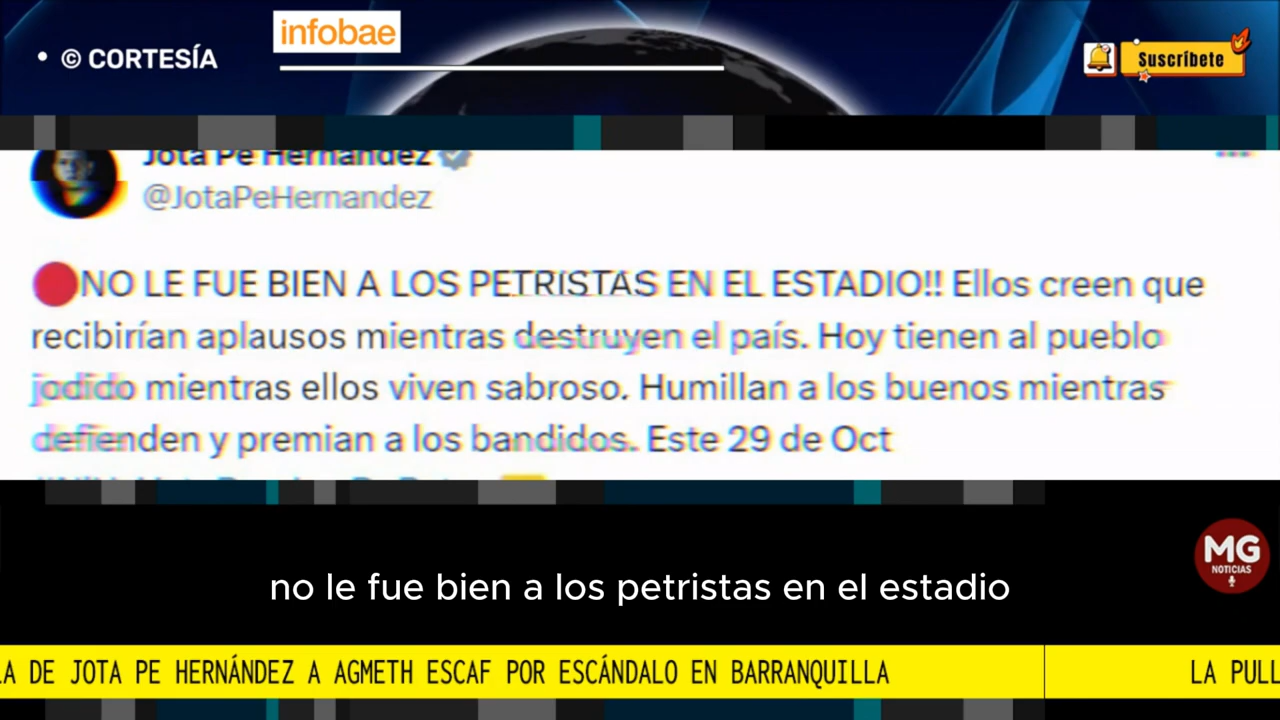 infobae
• © CORTESÍA
Suscríbete
Jota Pe Hernandez
@JotaPeHernandez
NO LE FUE BIEN A LOS PETRISTAS EN EL ESTADIO!! Ellos creen que
recibirían aplausos mientras destruyen el país. Hoy tienen al pueblo
jodido mientras ellos viven sabroso. Humillan a los buenos mientras
defienden y premian a los bandidos. Este 29 de Oct
MG
NOTICIAS
no le fue bien a los petristas en el estadio
LA DE JOTA PE HERNÁNDEZ A AGMETH ESCAF POR ESCÁNDALO EN BARRANQUILLA
LA PULL